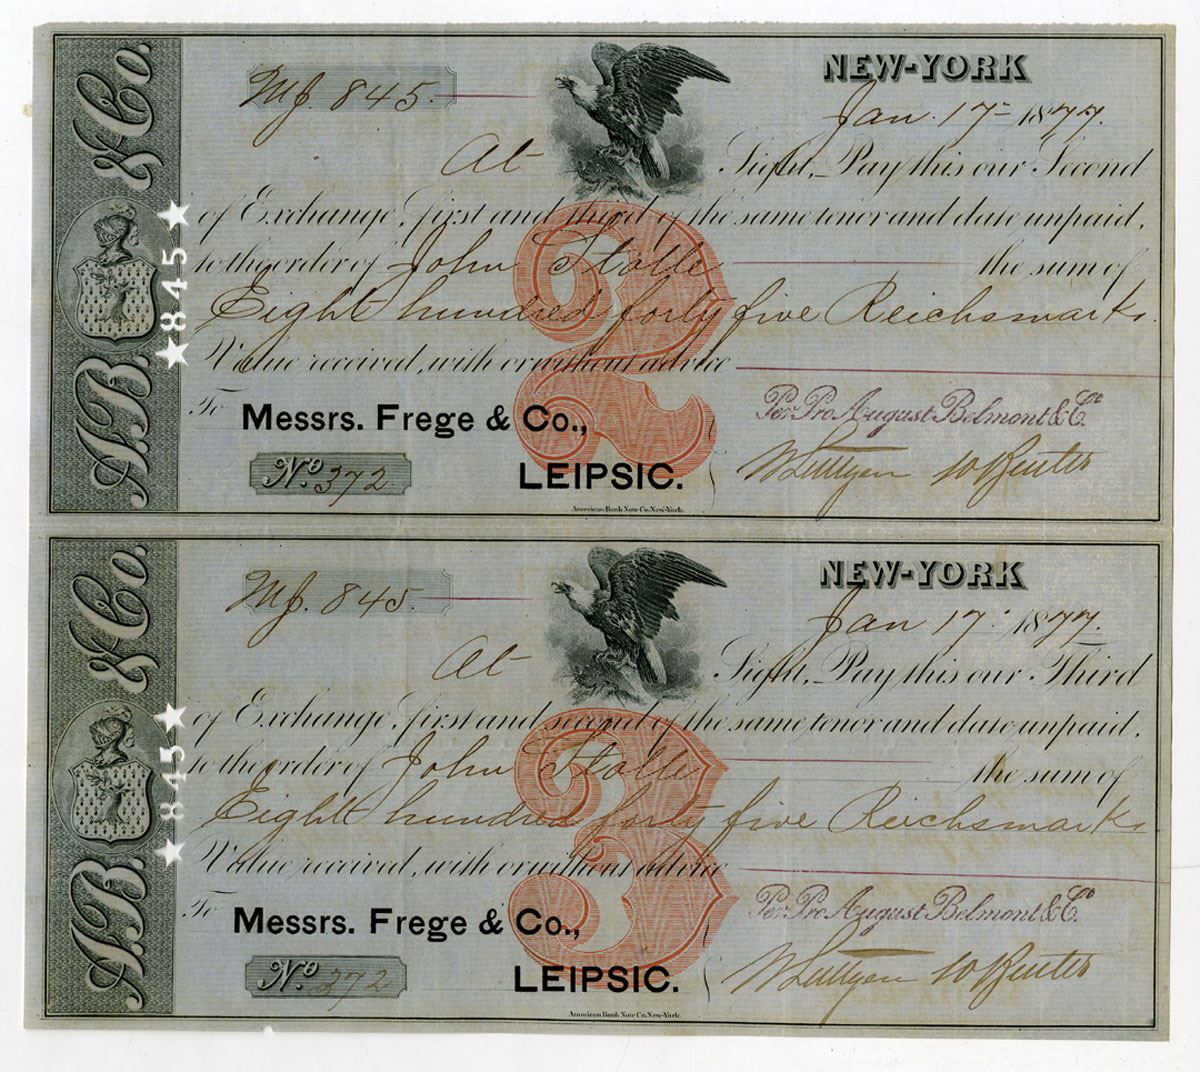 A.B. & Co.
★845★
Mf. 845.
NEW-YORK
Jan. 17 1877.
At Sight, Pay this our Second
of Exchange, first and third of the same tenor and date unpaid,
to the order of John Stolle the sum of
Eight hundred forty five Reichsmarks.
Value received, with or without advice
2
To Messrs. Frege & Co.,
LEIPSIC.
Per Pro August Belmont & Co
No. 372
American Bank Note Co. New-York.
A.B. & Co.
★845★
Mf. 845.
NEW-YORK
Jan 17 1877.
At Sight, Pay this our Third
of Exchange, first and second of the same tenor and date unpaid,
to the order of John Stolle the sum of
Eight hundred forty five Reichsmarks
Value received, with or without advice
3
To Messrs. Frege & Co.,
LEIPSIC.
Per Pro August Belmont & Co
No. 372
American Bank Note Co. New-York.